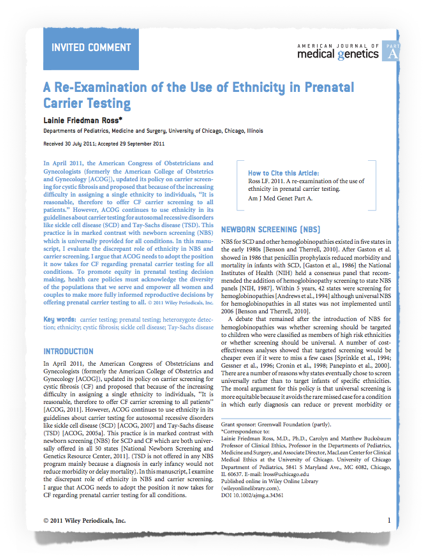 INVITED COMMENT
AMERICAN JOURNAL OF
medical genetics
PART
A
A Re-Examination of the Use of Ethnicity in Prenatal
Carrier Testing
Lainie Friedman Ross*
Departments of Pediatrics, Medicine and Surgery, University of Chicago, Chicago, Illinois
Received 30 July 2011; Accepted 29 September 2011
In April 2011, the American Congress of Obstetricians and
Gynecologists (formerly the American College of Obstetrics
and Gynecology [ACOG]), updated its policy on carrier screen-
ing for cystic fibrosis and proposed that because of the increasing
difficulty in assigning a single ethnicity to individuals, “It is
reasonable, therefore to offer CF carrier screening to all
patients.” However, ACOG continues to use ethnicity in its
guidelines about carrier testing for autosomal recessive disorders
like sickle cell disease (SCD) and Tay-Sachs disease (TSD). This
practice is in marked contrast with newborn screening (NBS)
which is universally provided for all conditions. In this manu-
script, I evaluate the discrepant role of ethnicity in NBS and
carrier screening. I argue that ACOG needs to adopt the position
it now takes for CF regarding prenatal carrier testing for all
conditions. To promote equity in prenatal testing decision
making, health care policies must acknowledge the diversity
of the populations that we serve and empower all women and
couples to make more fully informed reproductive decisions by
offering prenatal carrier testing to all. © 2011 Wiley Periodicals, Inc.
Key words: carrier testing; prenatal testing; heterozygote detec-
tion; ethnicity; cystic fibrosis; sickle cell disease; Tay-Sachs disease
INTRODUCTION
In April 2011, the American Congress of Obstetricians and
Gynecologists (formerly the American College of Obstetrics and
Gynecology [ACOG]), updated its policy on carrier screening for
cystic fibrosis (CF) and proposed that because of the increasing
difficulty in assigning a single ethnicity to individuals, “It is
reasonable, therefore, to offer CF carrier screening to all patients”
[ACOG, 2011]. However, ACOG continues to use ethnicity in its
guidelines about carrier testing for autosomal recessive disorders
like sickle cell disease (SCD) [ACOG, 2007] and Tay-Sachs disease
(TSD) [ACOG, 2005a]. This practice is in marked contrast with
newborn screening (NBS) for SCD and CF which are both univer-
sally offered in all 50 states [National Newborn Screening and
Genetics Resource Center, 2011]. (TSD is not offered in any NBS
program mainly because a diagnosis in early infancy would not
reduce morbidity or delay mortality). In this manuscript, I examine
the discrepant role of ethnicity in NBS and carrier screening.
I argue that ACOG needs to adopt the position it now takes for
CF regarding prenatal carrier testing for all conditions.
How to Cite this Article:
Ross LF. 2011. A re-examination of the use of
ethnicity in prenatal carrier testing.
Am J Med Genet Part A.
NEWBORN SCREENING [NBS]
NBS for SCD and other hemoglobinopathies existed in five states in
the early 1980s [Benson and Therrell, 2010]. After Gaston et al.
showed in 1986 that penicillin prophylaxis reduced morbidity and
mortality in infants with SCD, [Gaston et al., 1986] the National
Institutes of Health (NIH) held a consensus panel that recom-
mended the addition of hemoglobinopathy screening to state NBS
panels [NIH, 1987]. Within 5 years, 42 states were screening for
hemoglobinopathies [Andrews et al., 1994] although universal NBS
for hemoglobinopathies in all states was not implemented until
2006 [Benson and Therrell, 2010].
A debate that remained after the introduction of NBS for
hemoglobinopathies was whether screening should be targeted
to children who were classified as members of high risk ethnicities
or whether screening should be universal. A number of cost-
effectiveness analyses showed that targeted screening would be
cheaper even if it were to miss a few cases [Sprinkle et al., 1994;
Gessner et al., 1996; Cronin et al., 1998; Panepinto et al., 2000].
There are a number of reasons why states eventually chose to screen
universally rather than to target infants of specific ethnicities.
The moral argument for this policy is that universal screening is
more equitable because it avoids the rare missed case for a condition
in which early diagnosis can reduce or prevent morbidity or
Grant sponsor: Greenwall Foundation (partly).
*Correspondence to:
Lainie Friedman Ross, M.D., Ph.D., Carolyn and Matthew Bucksbaum
Professor of Clinical Ethics, Professor in the Departments of Pediatrics,
Medicine and Surgery, and Associate Director, MacLean Center for Clinical
Medical Ethics at the University of Chicago. University of Chicago
Department of Pediatrics, 5841 S Maryland Ave., MC 6082, Chicago,
IL 60637. E-mail: lross@uchicago.edu
Published online in Wiley Online Library
(wileyonlinelibrary.com).
DOI 10.1002/ajmg.a.34361
© 2011 Wiley Periodicals, Inc.
1